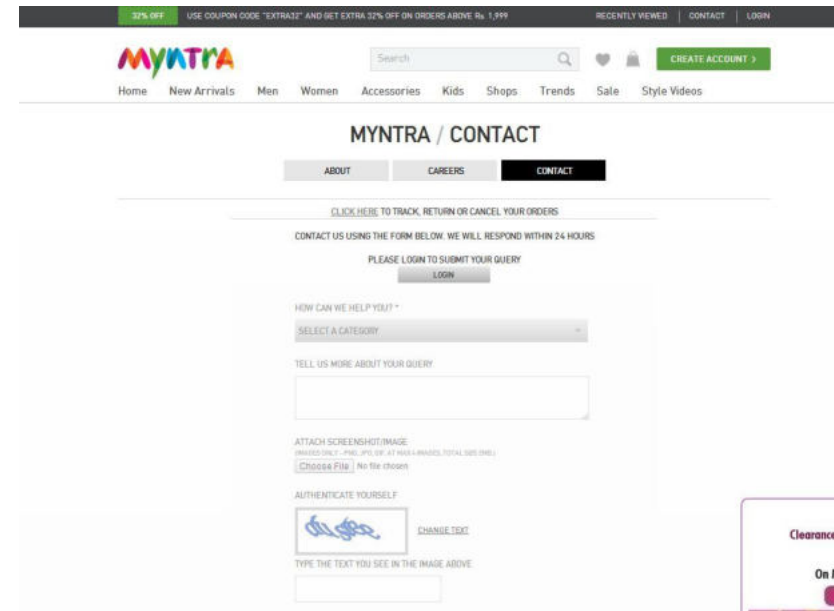 32% OFF USE COUPON CODE "EXTRA32" AND GET EXTRA 32% OFF ON ORDERS ABOVE Rs. 1,999 RECENTLY VIEWED CONTACT LOGIN
MYNTRA Search CREATE ACCOUNT >
Home New Arrivals Men Women Accessories Kids Shops Trends Sale Style Videos
MYNTRA / CONTACT
ABOUT CAREERS CONTACT
CLICK HERE TO TRACK, RETURN OR CANCEL YOUR ORDERS
CONTACT US USING THE FORM BELOW. WE WILL RESPOND WITHIN 24 HOURS
PLEASE LOGIN TO SUBMIT YOUR QUERY
LOGIN
HOW CAN WE HELP YOU? *
SELECT A CATEGORY
TELL US MORE ABOUT YOUR QUERY
ATTACH SCREENSHOT/IMAGE
Choose File No file chosen
AUTHENTICATE YOURSELF
CHANGE TEXT
TYPE THE TEXT YOU SEE IN THE IMAGE ABOVE
Clearance
On